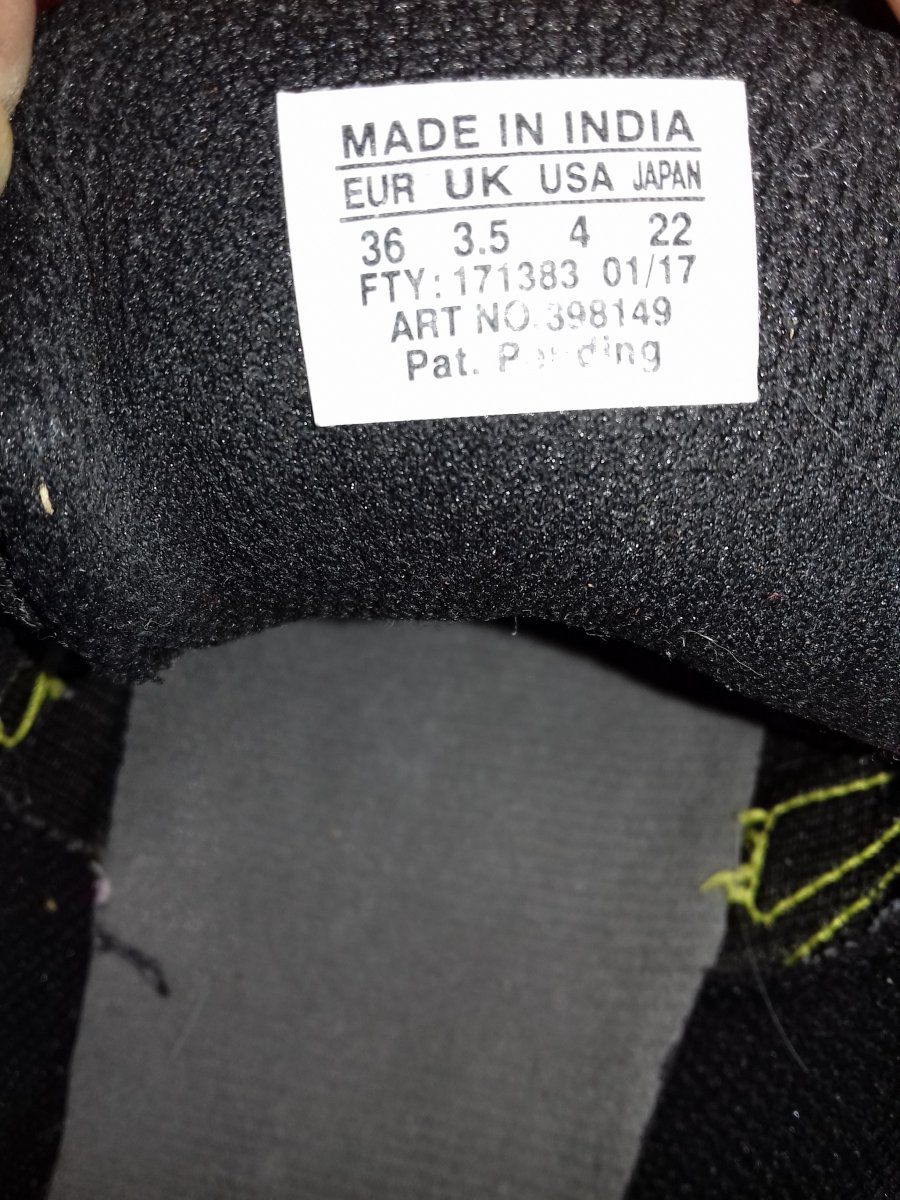 MADE IN INDIA
EUR UK USA JAPAN
36 3.5 4 22
FTY: 171383 01/17
ART NO. 398149
Pat. Pending